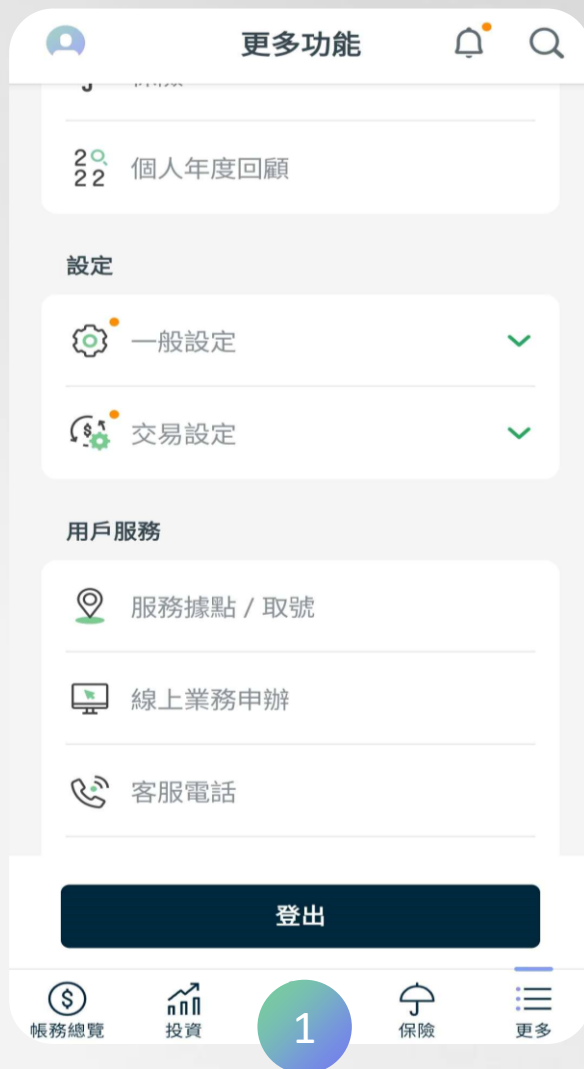 更多功能
個人年度回顧
設定
一般設定
交易設定
用戶服務
服務據點 / 取號
線上業務申辦
客服電話
登出
帳務總覽
投資
1
保險
更多